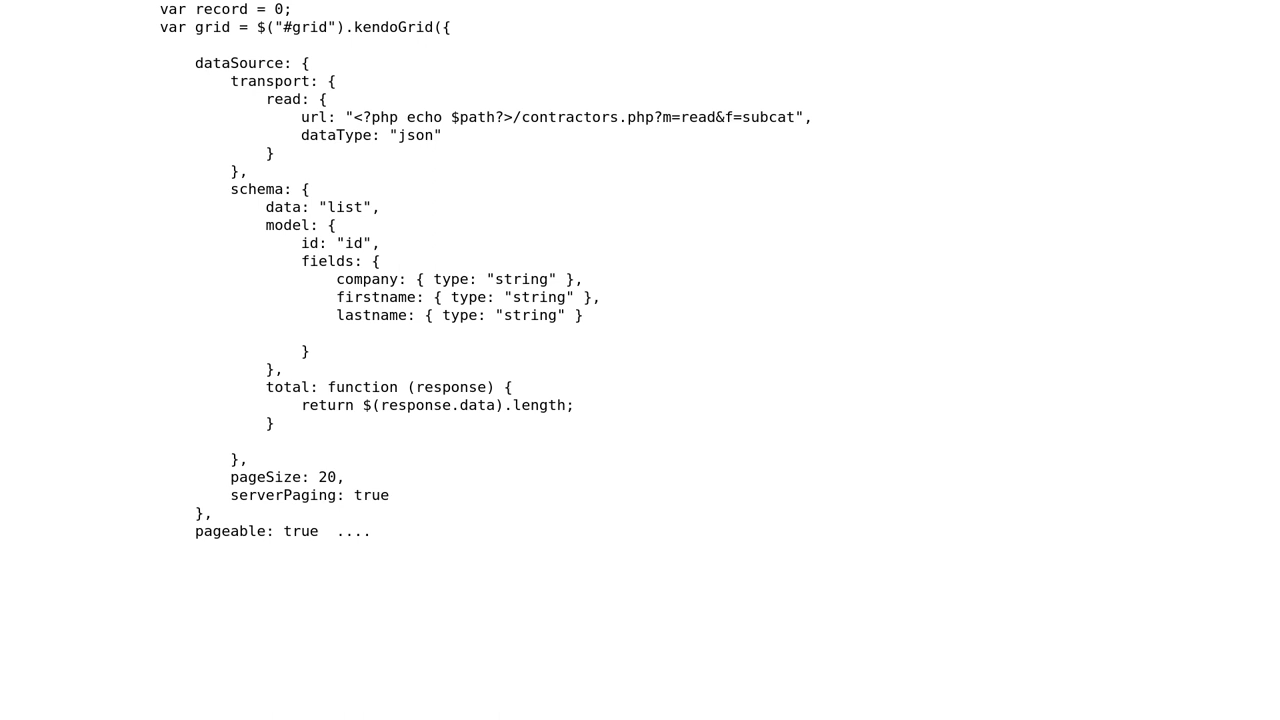 var record = 0;
var grid = $("#grid").kendoGrid({
dataSource: {
transport: {
read: {
url: "<?php echo $path?>/contractors.php?m=read&f=subcat",
dataType: "json"
}
},
schema: {
data: "list",
model: {
id: "id",
fields: {
company: { type: "string" },
firstname: { type: "string" },
lastname: { type: "string" }
}
},
total: function (response) {
return $(response.data).length;
}
},
pageSize: 20,
serverPaging: true
},
pageable: true  ....